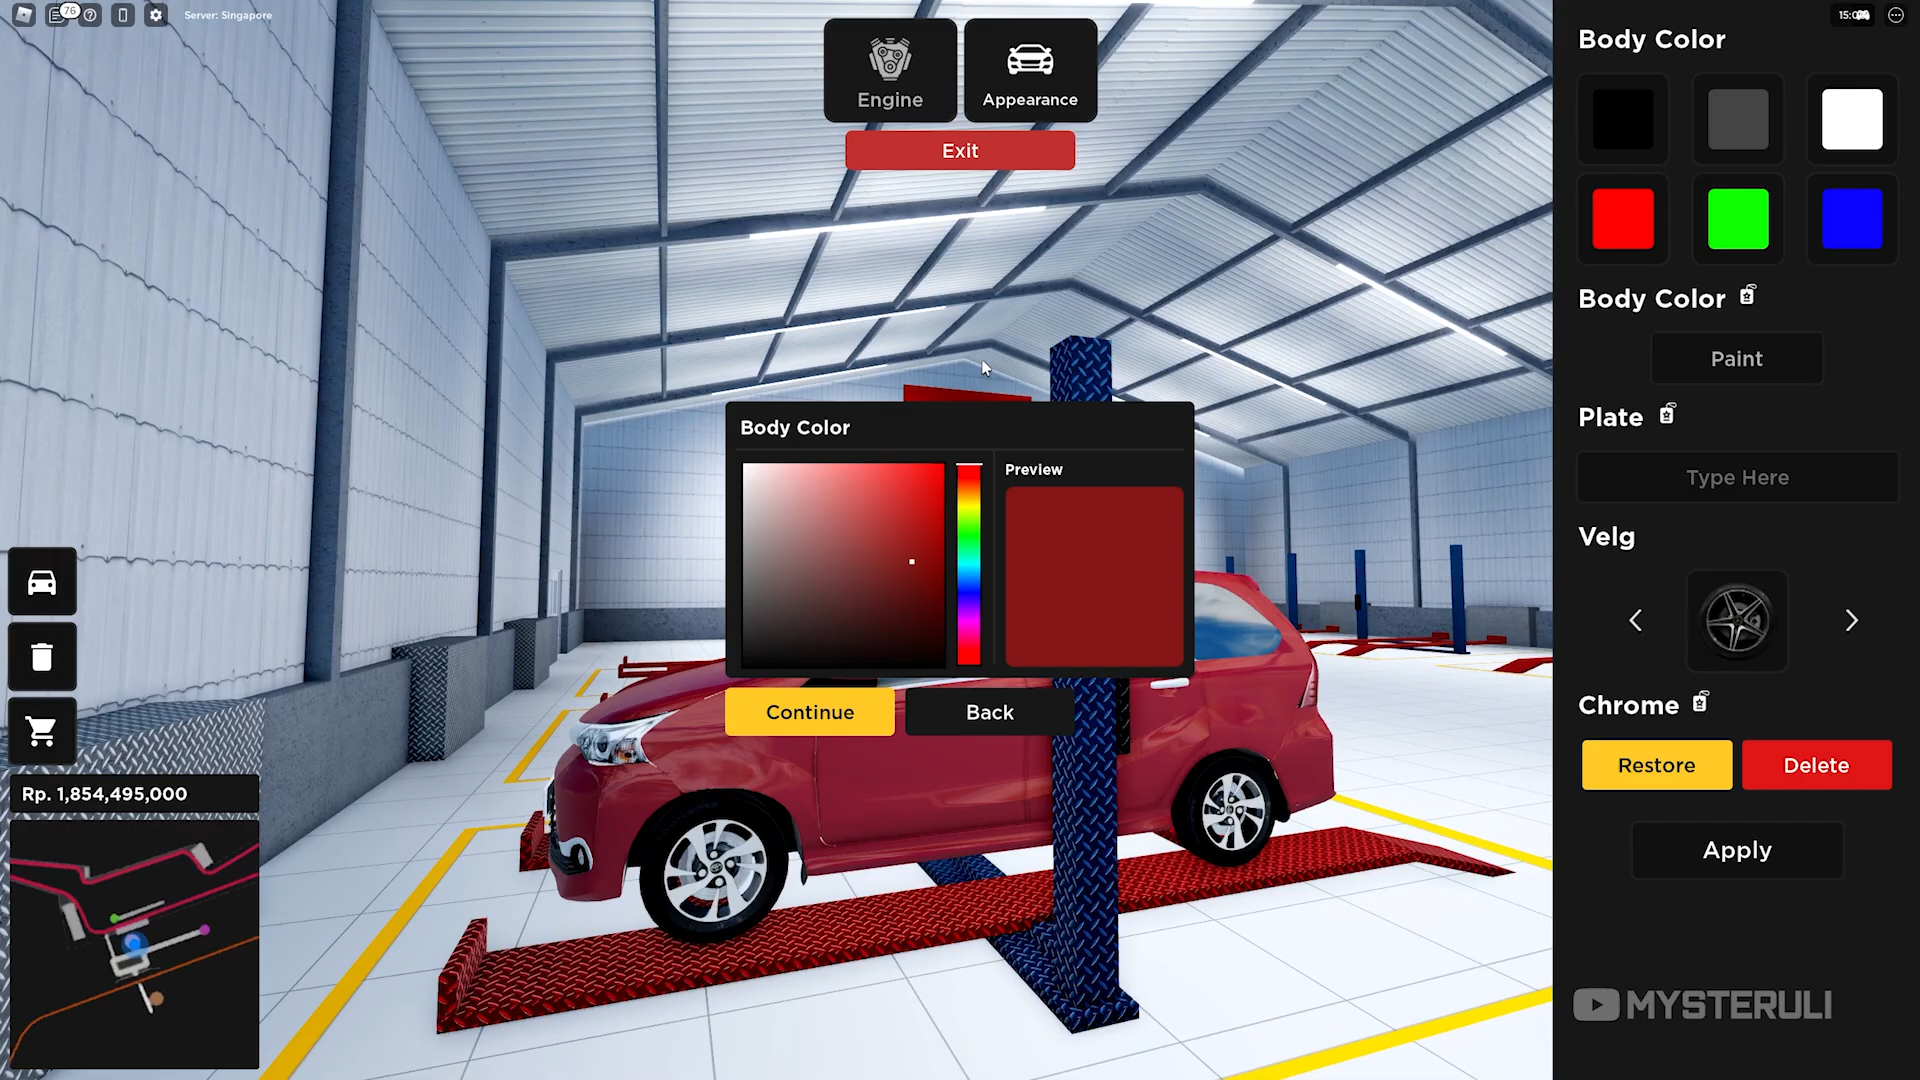 76
Server: Singapore
Engine
Appearance
Exit
Body Color
Body Color
Paint
Plate
Type Here
Velg
Chrome
Restore
Delete
Apply
Body Color
Preview
Continue
Back
Rp. 1,854,495,000
MYSTERULI